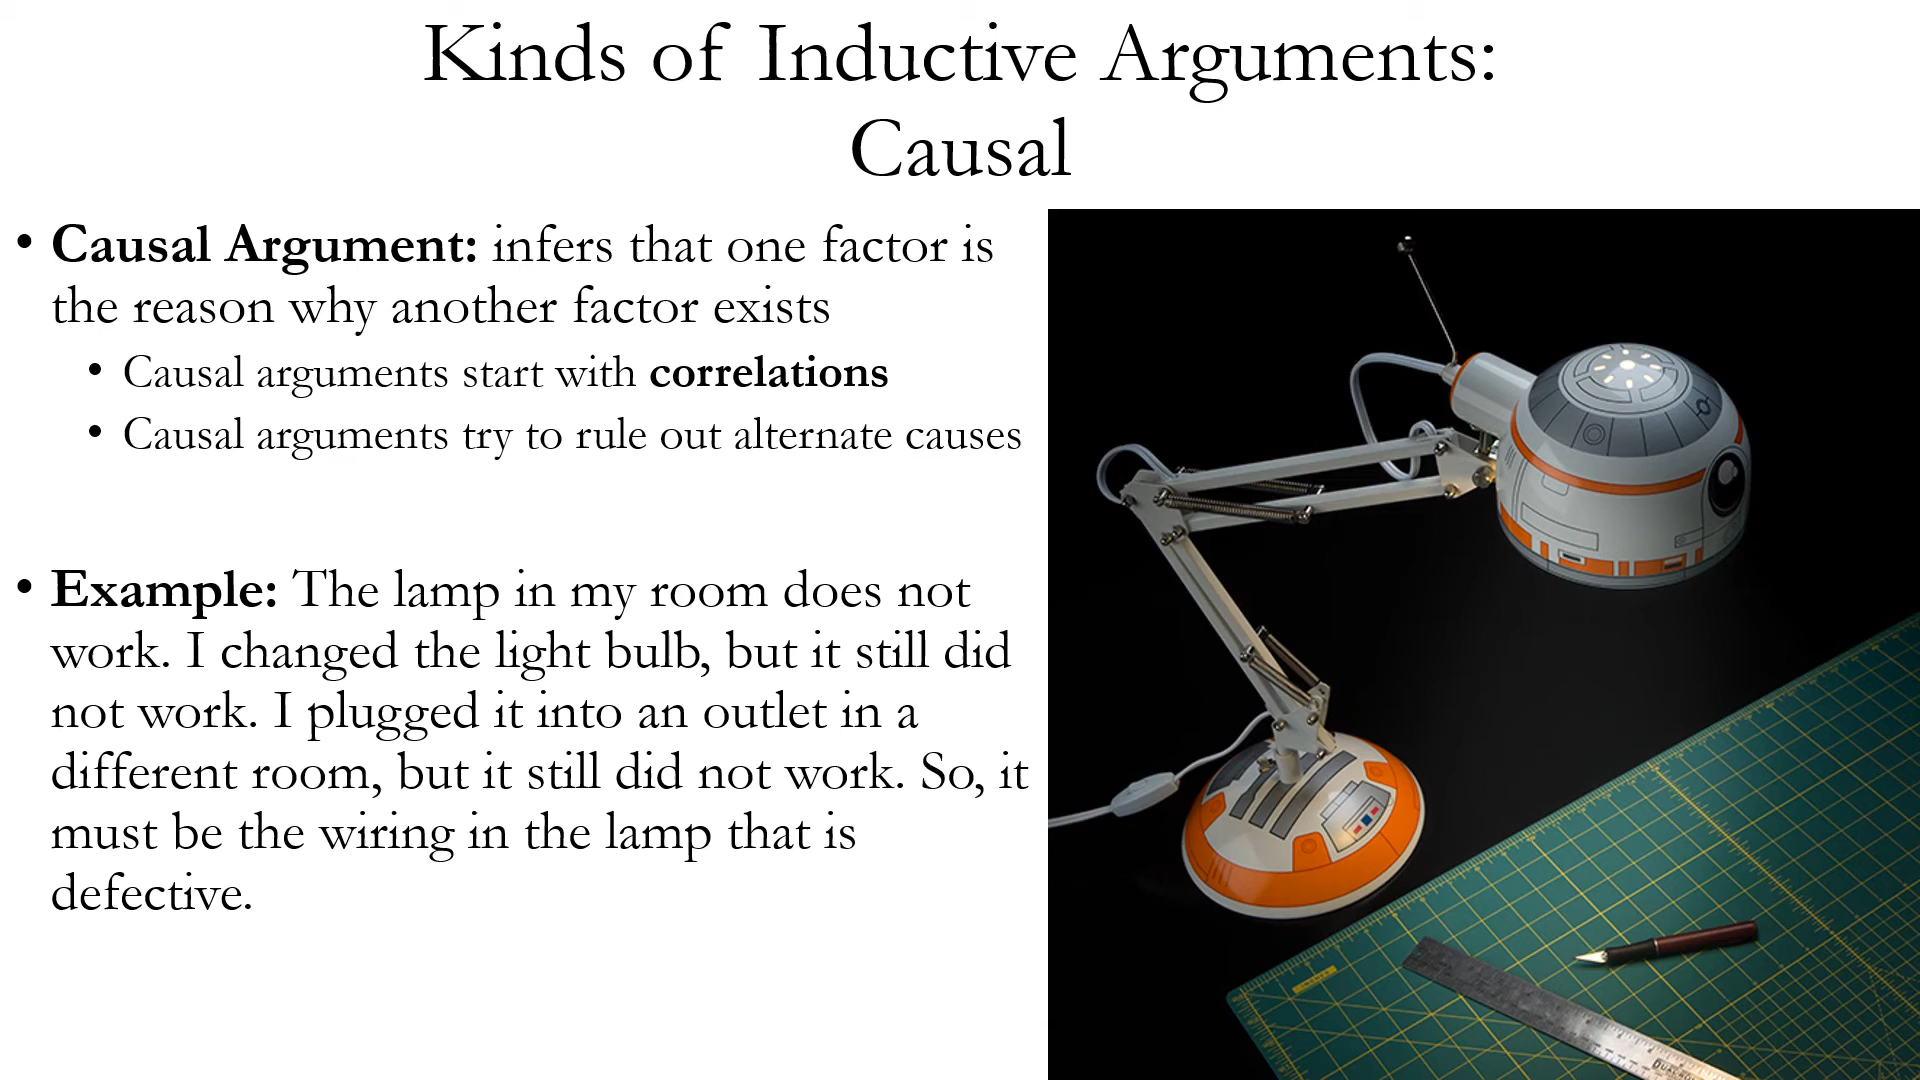 Kinds of Inductive Arguments:
Causal
• Causal Argument: infers that one factor is
the reason why another factor exists
• Causal arguments start with correlations
• Causal arguments try to rule out alternate causes
• Example: The lamp in my room does not
work. I changed the light bulb, but it still did
not work. I plugged it into an outlet in a
different room, but it still did not work. So, it
must be the wiring in the lamp that is
defective.